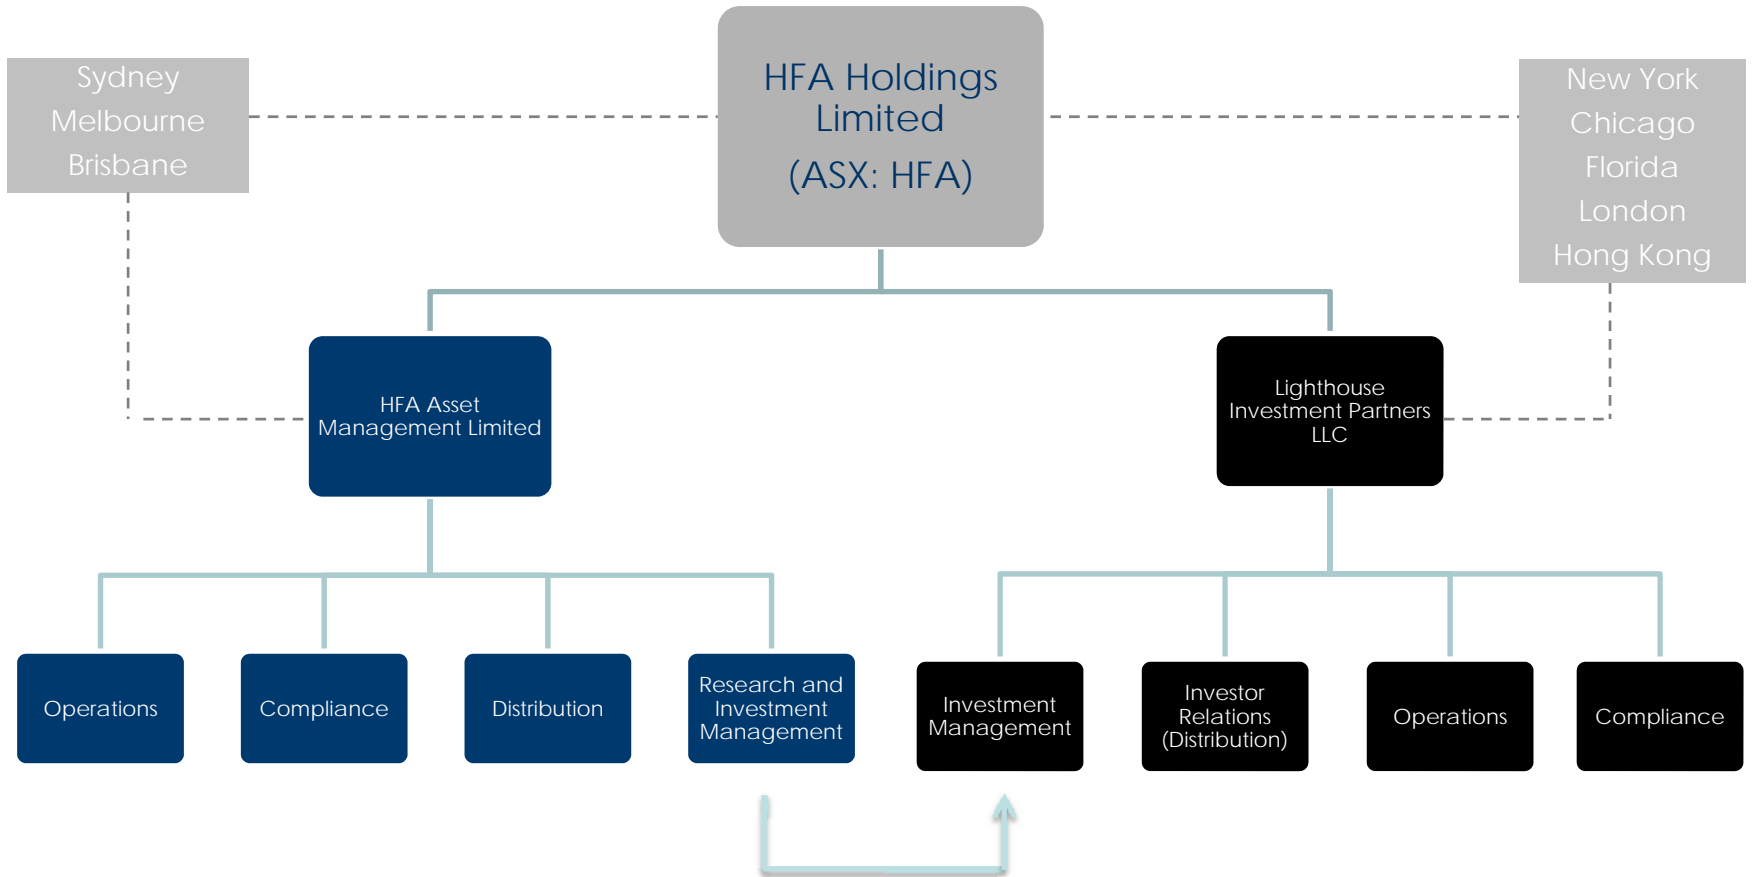 HFA Holdings
Limited
(ASX: HFA)
Sydney
Melbourne
Brisbane
New York
Chicago
Florida
London
Hong Kong
HFA Asset
Management Limited
Lighthouse
Investment Partners
LLC
Operations
Compliance
Distribution
Research and
Investment
Management
Investment
Management
Investor
Relations
(Distribution)
Operations
Compliance